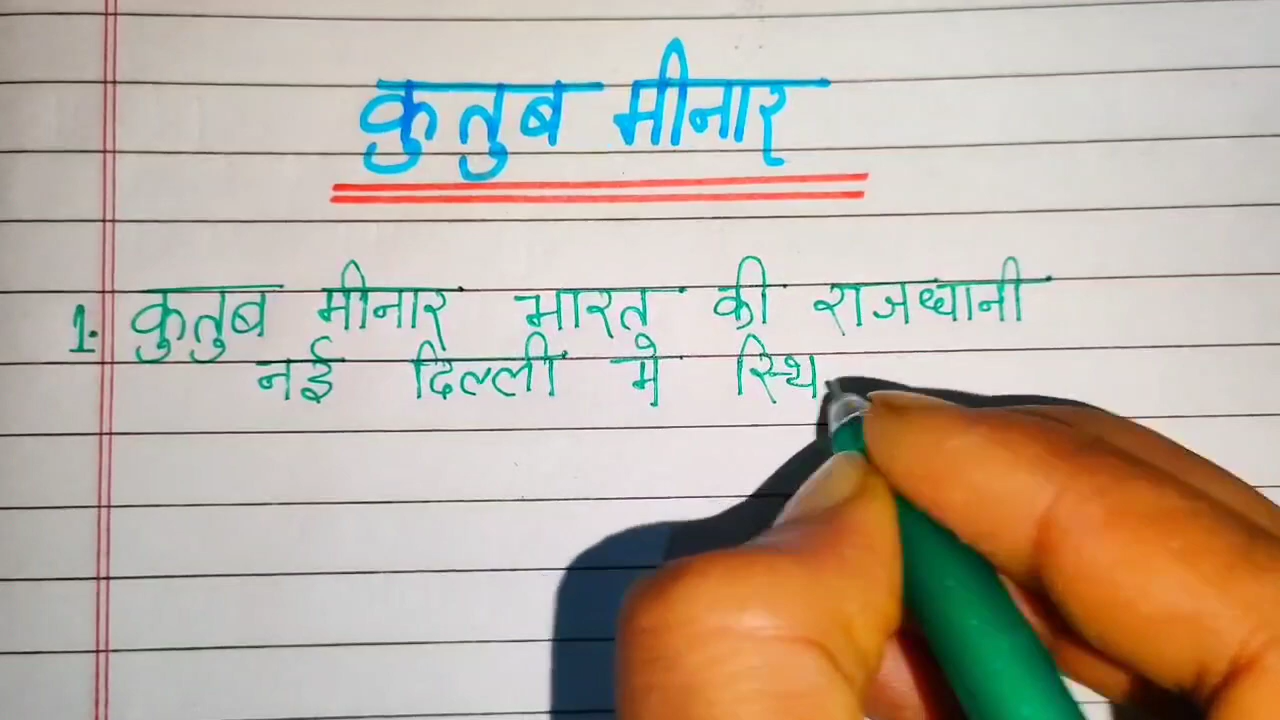 कुतुब मीनार
1. कुतुब मीनार भारत की राजधानी
नई दिल्ली मे स्थि